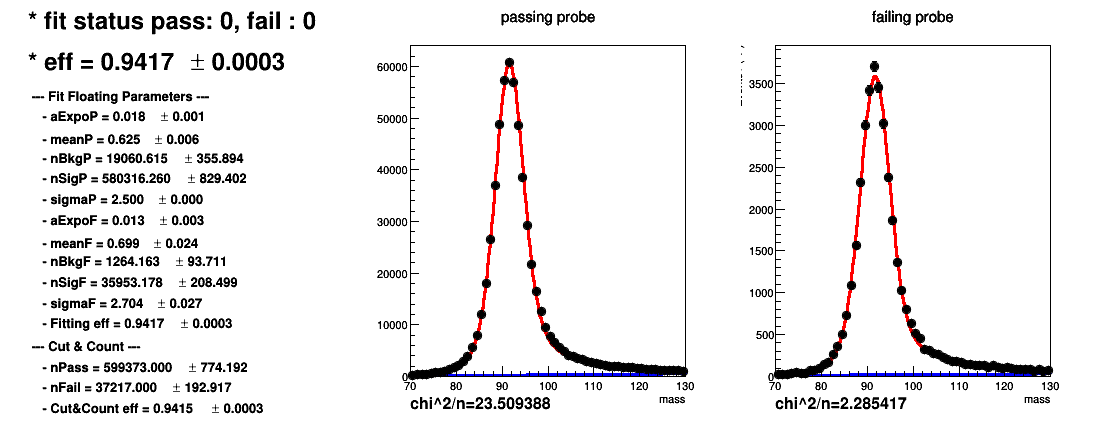 * fit status pass: 0, fail : 0
* eff = 0.9417 ± 0.0003
--- Fit Floating Parameters ---
- aExpoP = 0.018 ± 0.001
- meanP = 0.625 ± 0.006
- nBkgP = 19060.615 ± 355.894
- nSigP = 580316.260 ± 829.402
- sigmaP = 2.500 ± 0.000
- aExpoF = 0.013 ± 0.003
- meanF = 0.699 ± 0.024
- nBkgF = 1264.163 ± 93.711
- nSigF = 35953.178 ± 208.499
- sigmaF = 2.704 ± 0.027
- Fitting eff = 0.9417 ± 0.0003
--- Cut & Count ---
- nPass = 599373.000 ± 774.192
- nFail = 37217.000 ± 192.917
- Cut&Count eff = 0.9415 ± 0.0003
passing probe
60000
50000
40000
30000
20000
10000
0
70 80 90 100 110 120 130
mass
chi^2/n=23.509388
failing probe
3500
3000
2500
2000
1500
1000
500
0
70 80 90 100 110 120 130
mass
chi^2/n=2.285417